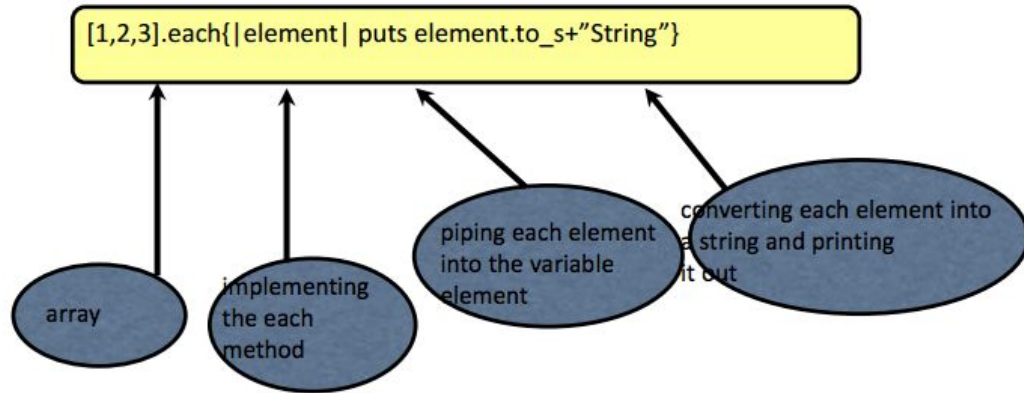 [1,2,3].each{|element| puts element.to_s+”String”}
array
implementing
the each
method
piping each element
into the variable
element
converting each element into
a string and printing
it out